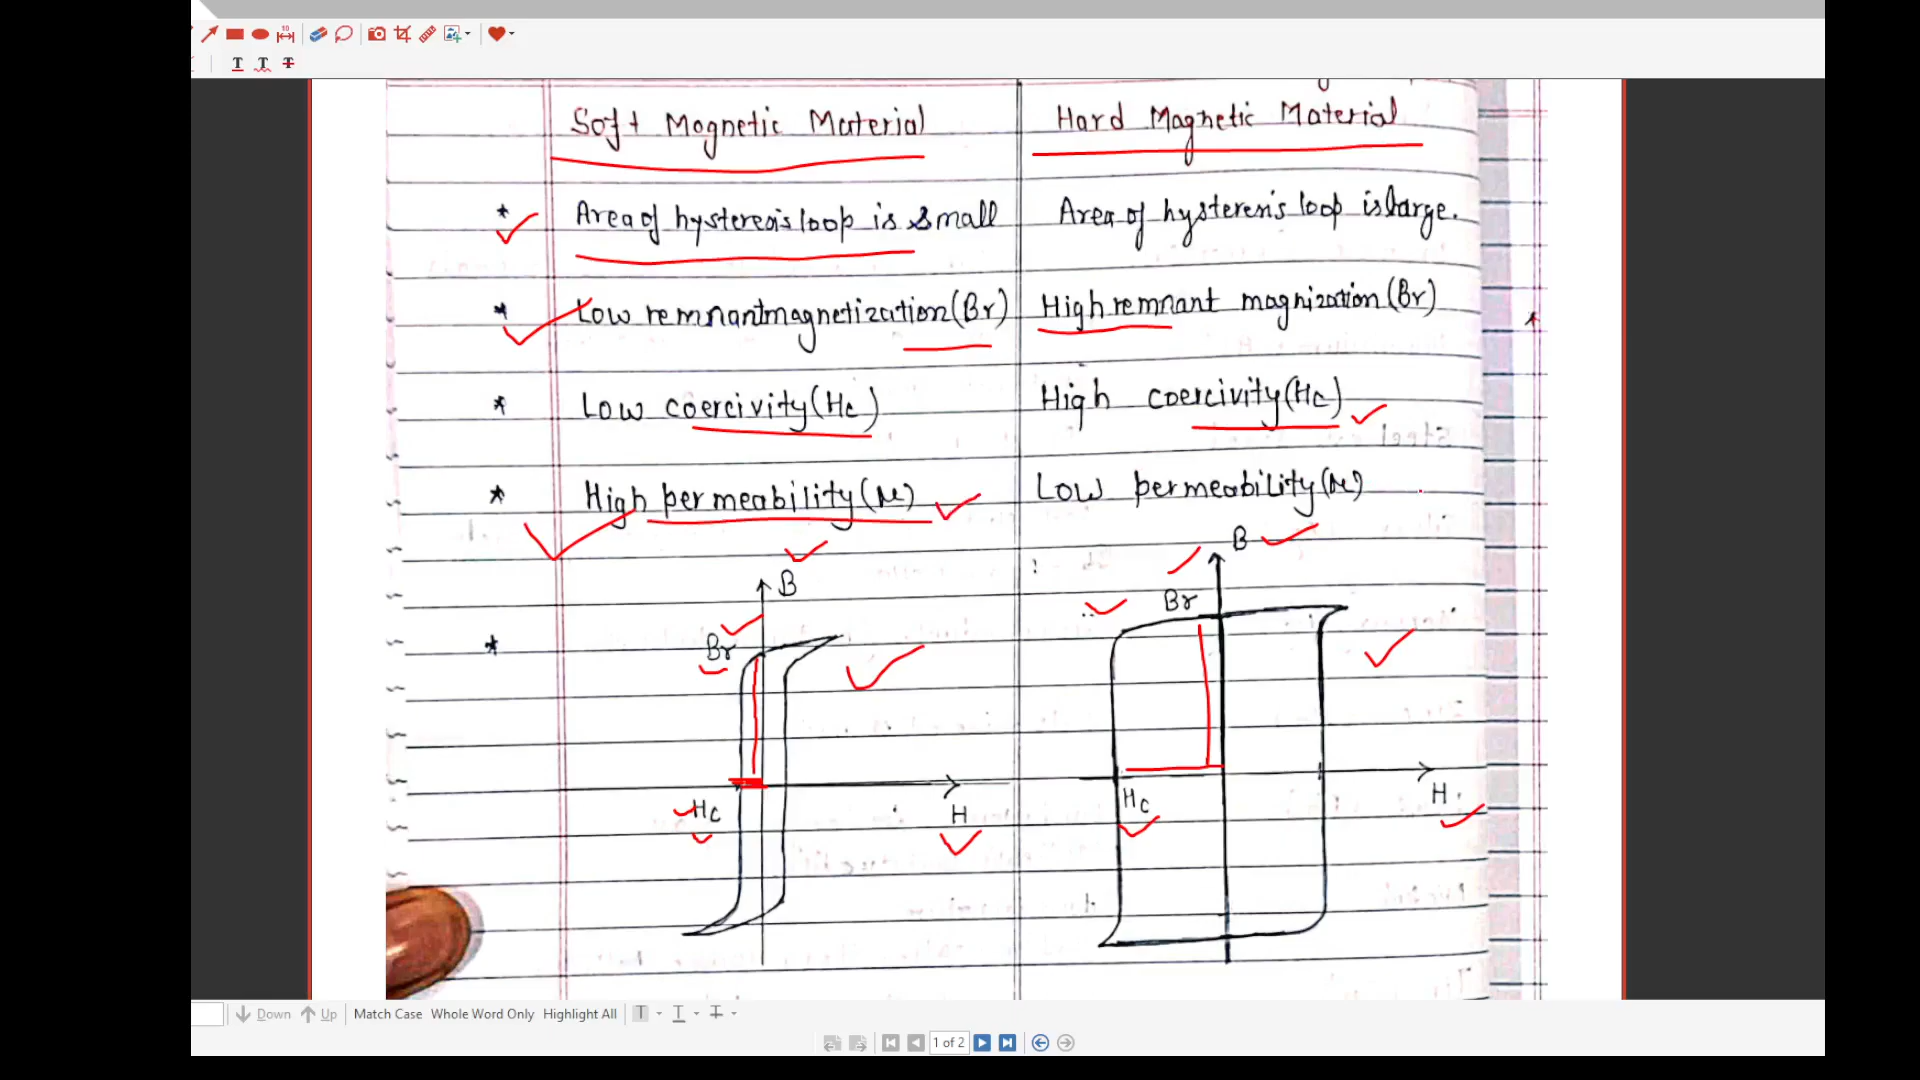 10
T T T
Soft Magnetic Material
Hard Magnetic Material
* Area of hysteresis loop is small
Area of hysteresis loop is large.
* Low remnant magnetization (Br)
High remnant magnization (Br)
* Low coercivity (Hc)
High coercivity (Hc)
* High permeability (μ)
Low permeability (μ)
B
B
Br
Br
*
Hc
H
Hc
H
Down Up Match Case Whole Word Only Highlight All T T T
1 of 2